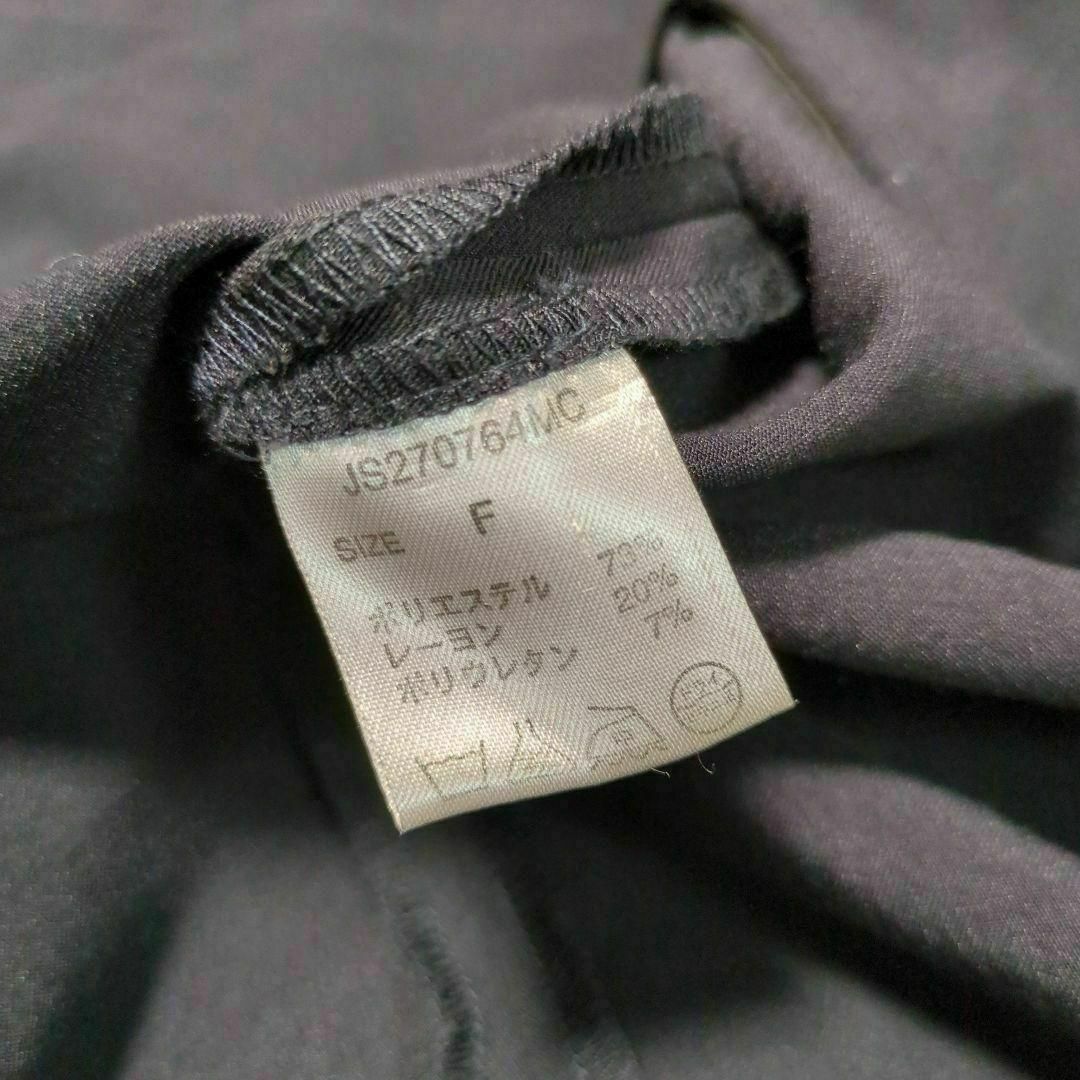 JS270764MC
SIZE F
ポリエステル 73%
レーヨン 20%
ポリウレタン 7%